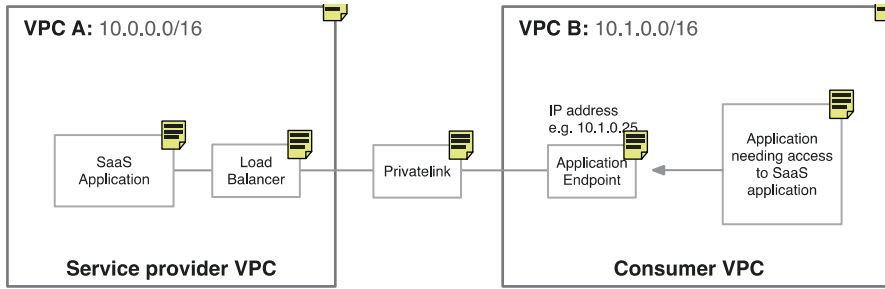 VPC A: 10.0.0.0/16
VPC B: 10.1.0.0/16
SaaS
Application
Load
Balancer
Privatelink
IP address
e.g. 10.1.0.25
Application
Endpoint
Application
needing access
to SaaS
application
Service provider VPC
Consumer VPC